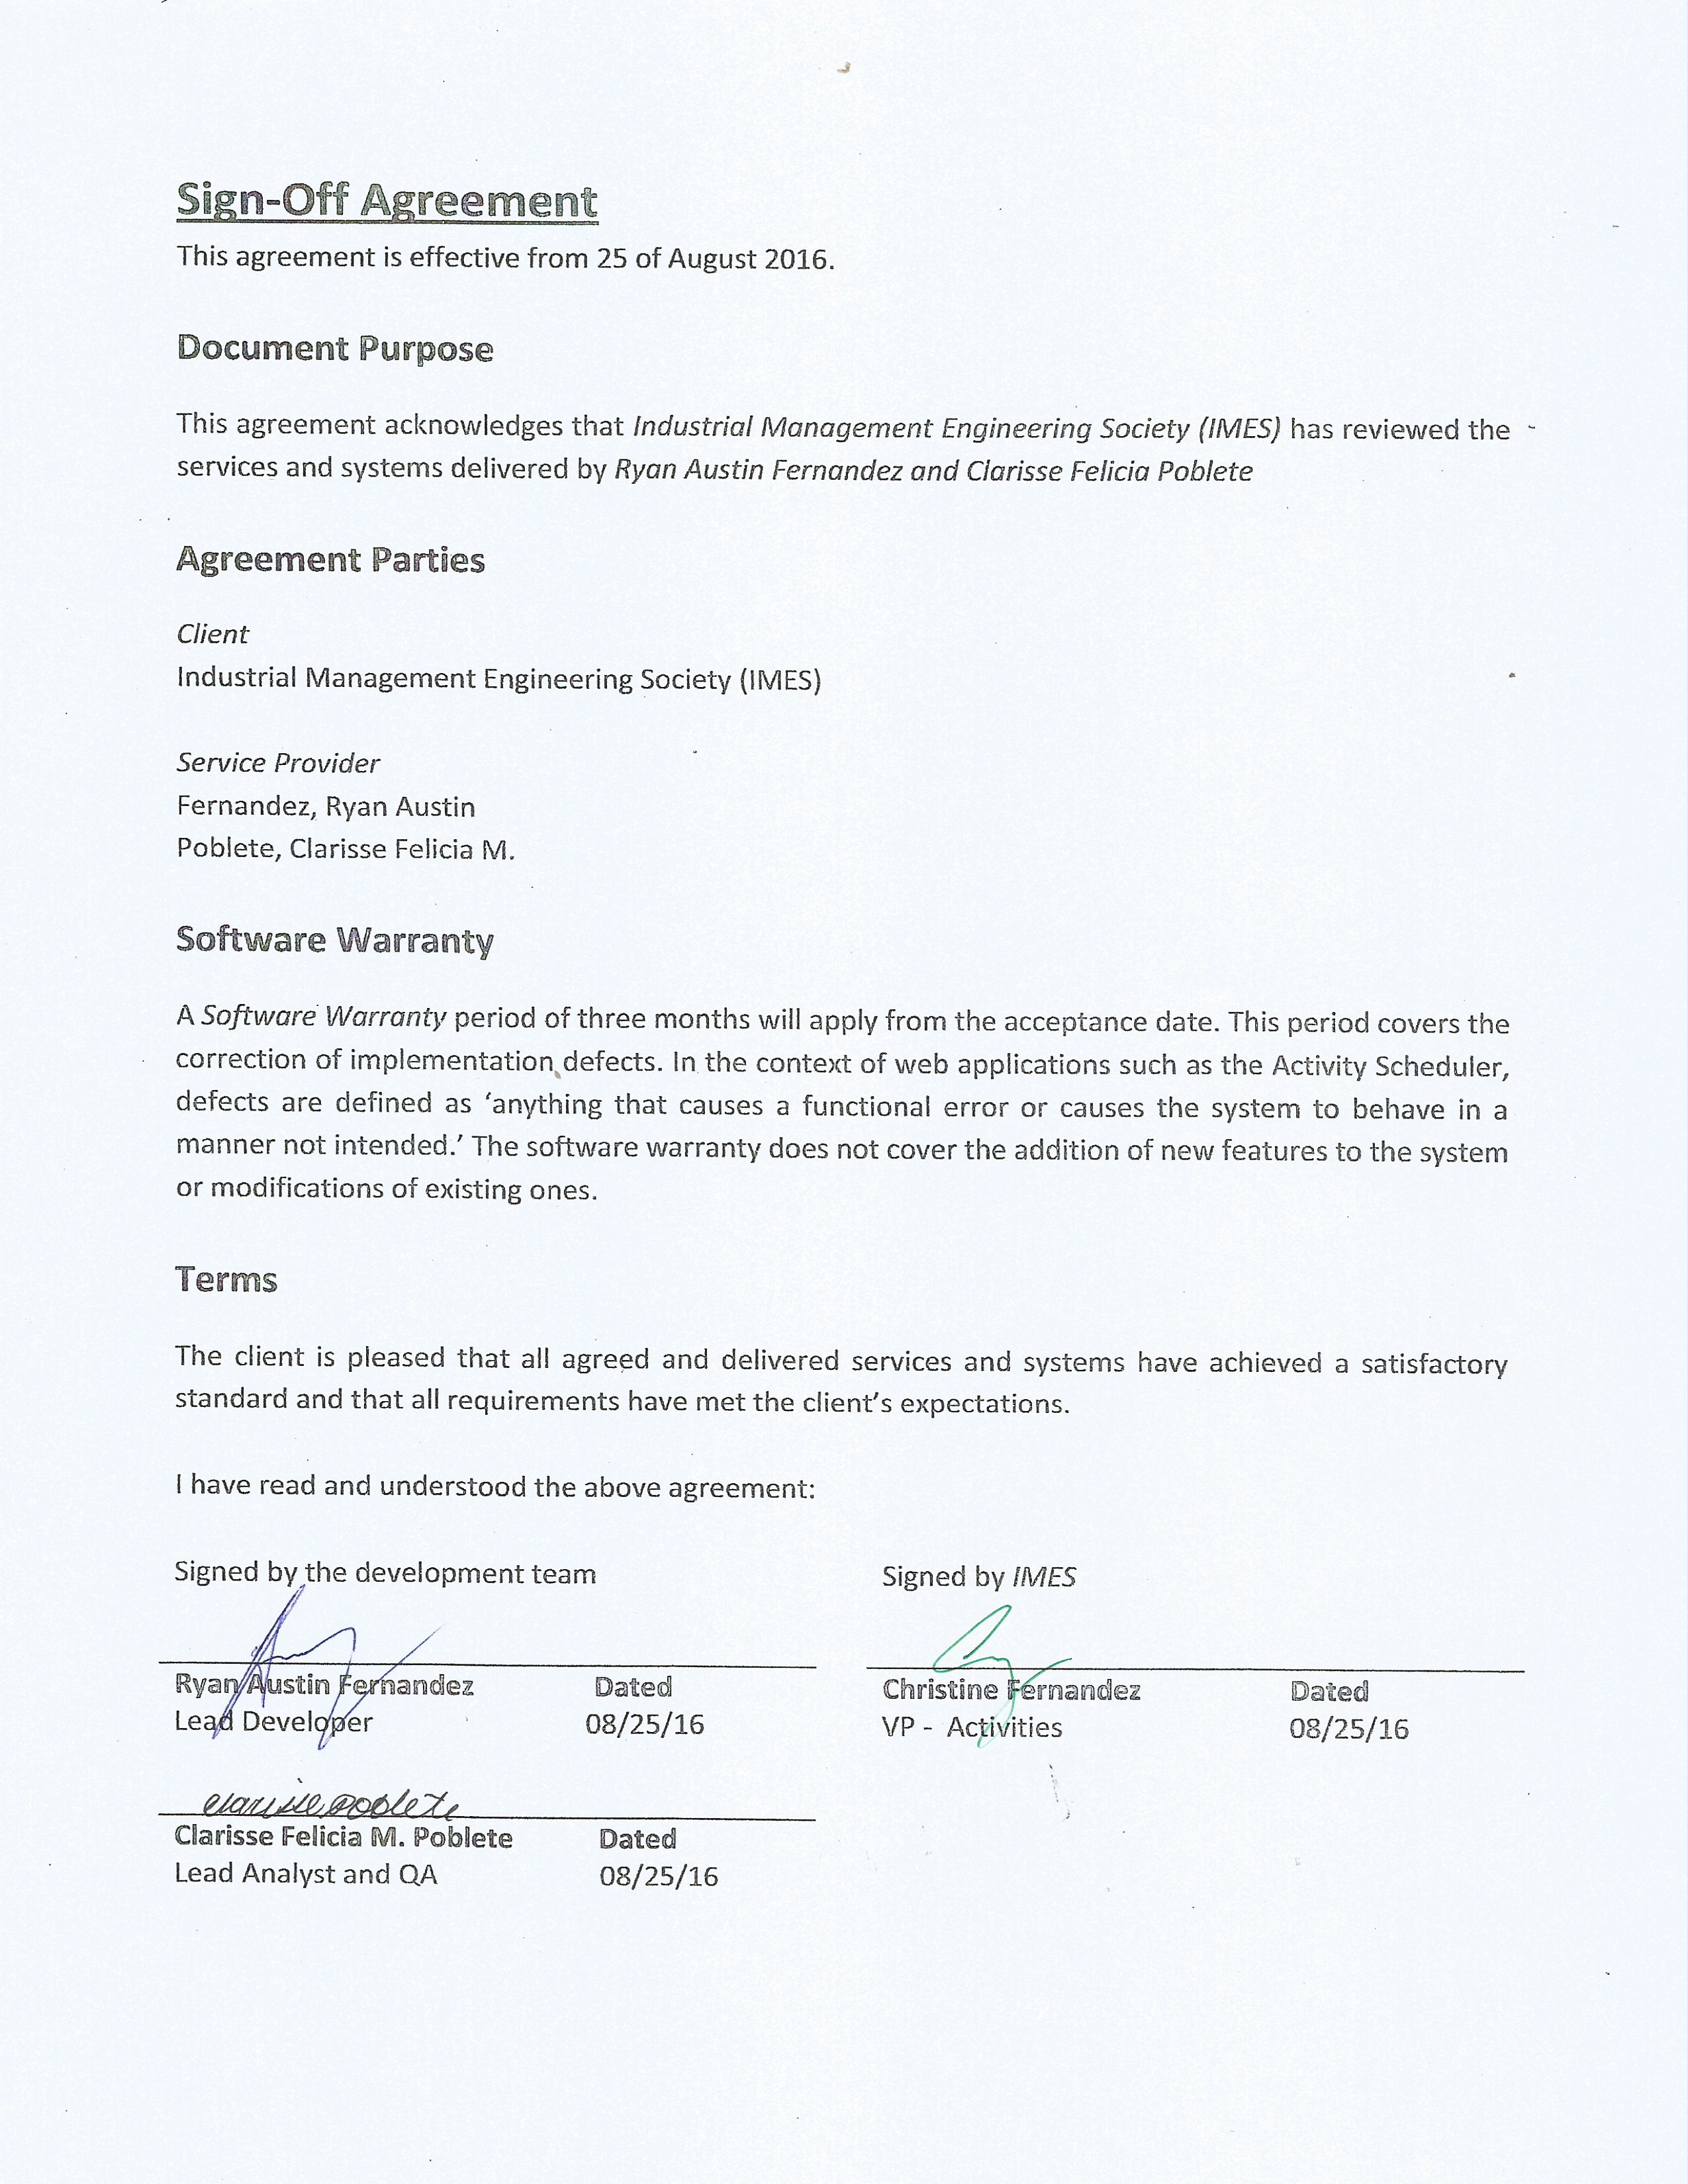 Sign-Off Agreement
This agreement is effective from 25 of August 2016.
Document Purpose
This agreement acknowledges that Industrial Management Engineering Society (IMES) has reviewed the
services and systems delivered by Ryan Austin Fernandez and Clarisse Felicia Poblete
Agreement Parties
Client
Industrial Management Engineering Society (IMES)
Service Provider
Fernandez, Ryan Austin
Poblete, Clarisse Felicia M.
Software Warranty
A Software Warranty period of three months will apply from the acceptance date. This period covers the
correction of implementation defects. In the context of web applications such as the Activity Scheduler,
defects are defined as ‘anything that causes a functional error or causes the system to behave in a
manner not intended.’ The software warranty does not cover the addition of new features to the system
or modifications of existing ones.
Terms
The client is pleased that all agreed and delivered services and systems have achieved a satisfactory
standard and that all requirements have met the client’s expectations.
I have read and understood the above agreement:
Signed by the development team Signed by IMES
Ryan Austin Fernandez Dated Christine Fernandez Dated
Lead Developer 08/25/16 VP - Activities 08/25/16
clarisse poblete
Clarisse Felicia M. Poblete Dated
Lead Analyst and QA 08/25/16